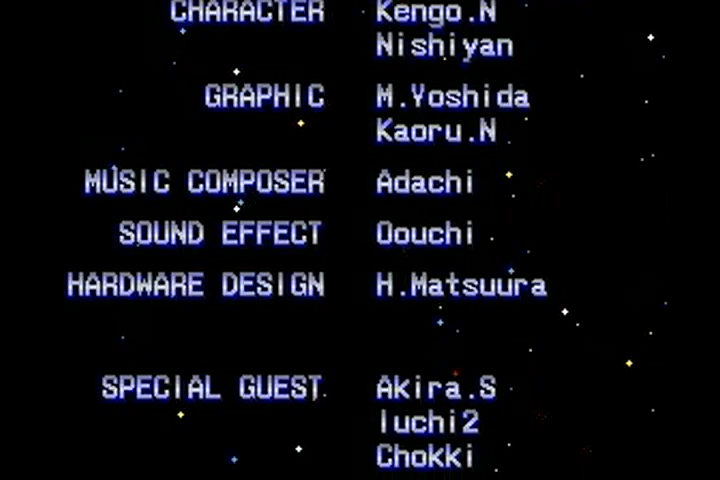 CHARACTER Kengo.N
Nishiyan
GRAPHIC M.Yoshida
Kaoru.N
MUSIC COMPOSER Adachi
SOUND EFFECT Oouchi
HARDWARE DESIGN H.Matsuura
SPECIAL GUEST Akira.S
Iuchi2
Chokki